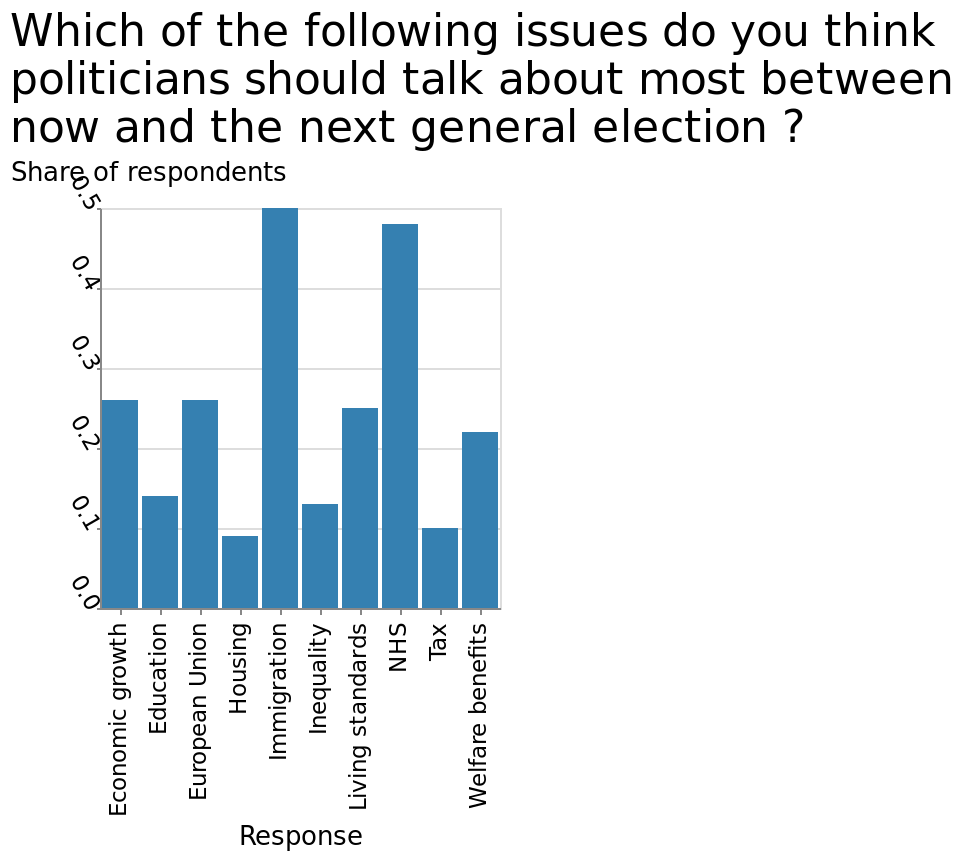 Which of the following issues do you think
politicians should talk about most between
now and the next general election ?
Share of respondents
0.5
0.4
0.3
0.2
0.1
0.0
Economic growth
Education
European Union
Housing
Immigration
Inequality
Living standards
NHS
Tax
Welfare benefits
Response